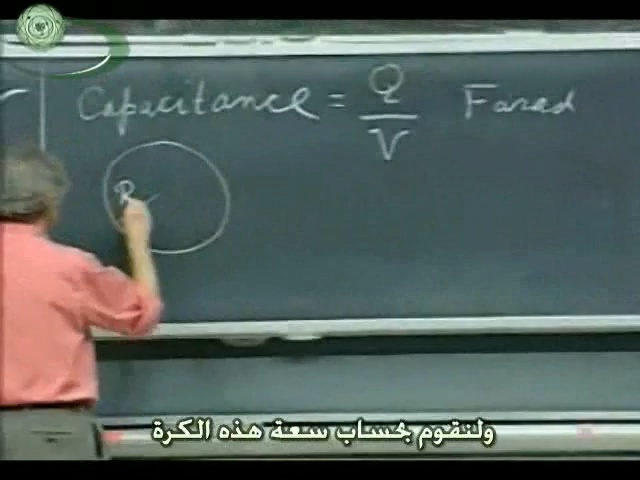 Capacitance = Q / V Farad
R
ولنقوم بحساب سعة هذه الكرة